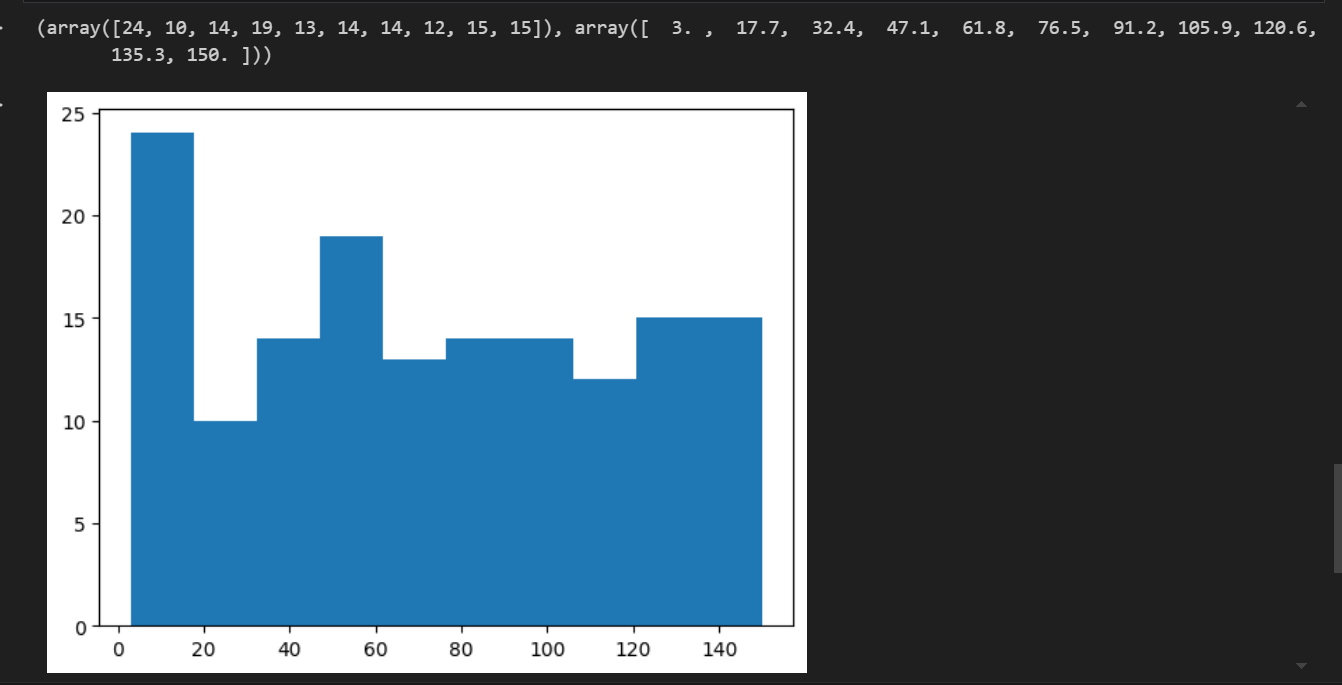 (array([24, 10, 14, 19, 13, 14, 14, 12, 15, 15]), array([  3. ,  17.7,  32.4,  47.1,  61.8,  76.5,  91.2, 105.9, 120.6,
135.3, 150. ]))
25
20
15
10
5
0
0 20 40 60 80 100 120 140